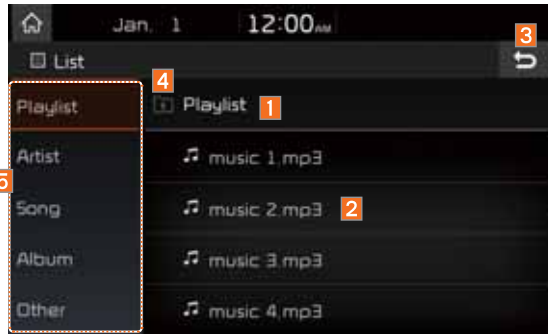 Jan. 1 12:00AM
3
List
4
Playlist
Playlist 1
Artist
music 1.mp3
5
Song
music 2.mp3 2
Album
music 3.mp3
Other
music 4.mp3